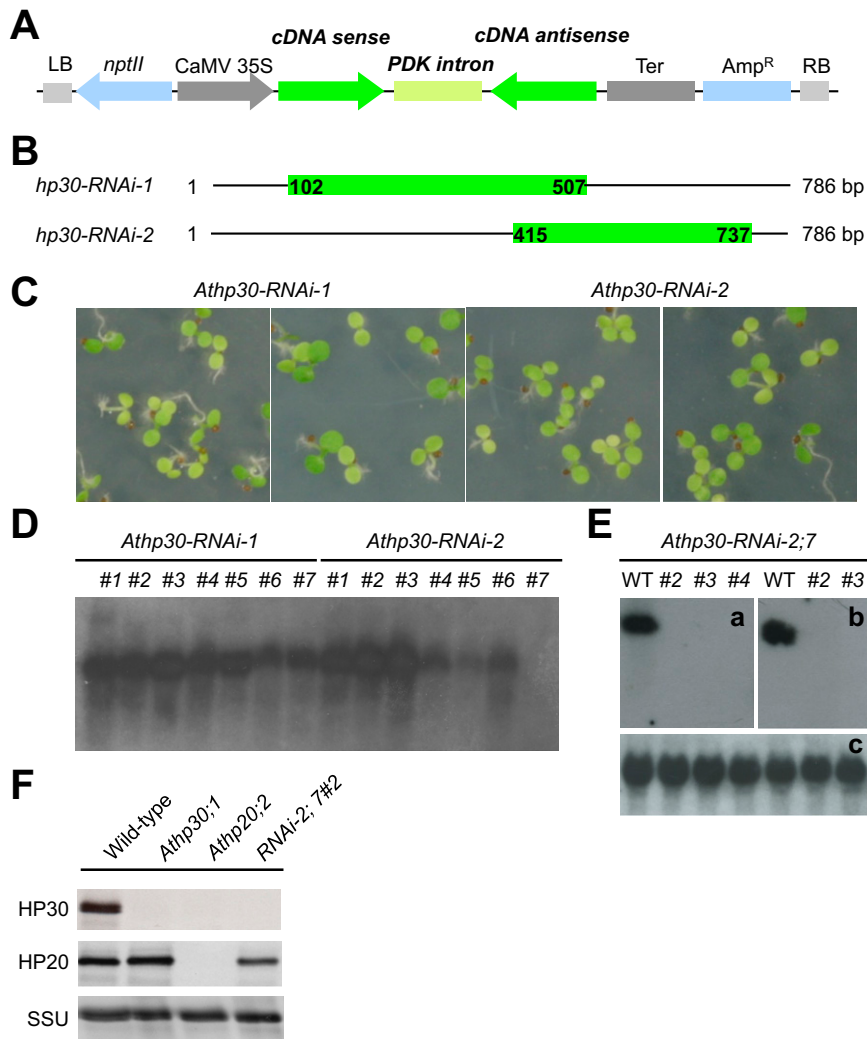 A
cDNA sense cDNA antisense
LB nptII CaMV 35S PDK intron Ter Amp^R RB
B
hp30-RNAi-1 1 102 507 786 bp
hp30-RNAi-2 1 415 737 786 bp
C
Athp30-RNAi-1 Athp30-RNAi-2
D
Athp30-RNAi-1 Athp30-RNAi-2
#1 #2 #3 #4 #5 #6 #7 #1 #2 #3 #4 #5 #6 #7
E
Athp30-RNAi-2;7
WT #2 #3 #4 WT #2 #3
a b
c
F
Wild-type Athp30;1 Athp20;2 RNAi-2; 7#2
HP30
HP20
SSU